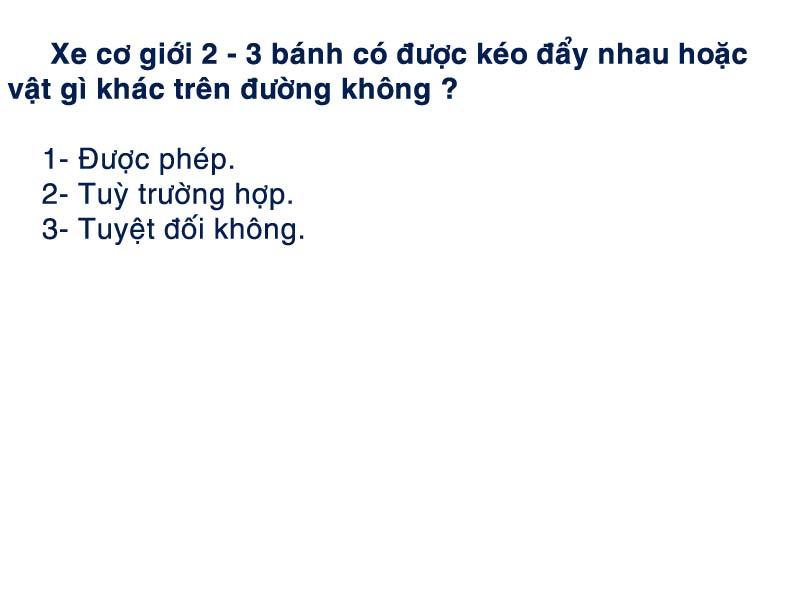 Xe cơ giới 2 - 3 bánh có được kéo đẩy nhau hoặc
vật gì khác trên đường không ?
1- Được phép.
2- Tuỳ trường hợp.
3- Tuyệt đối không.